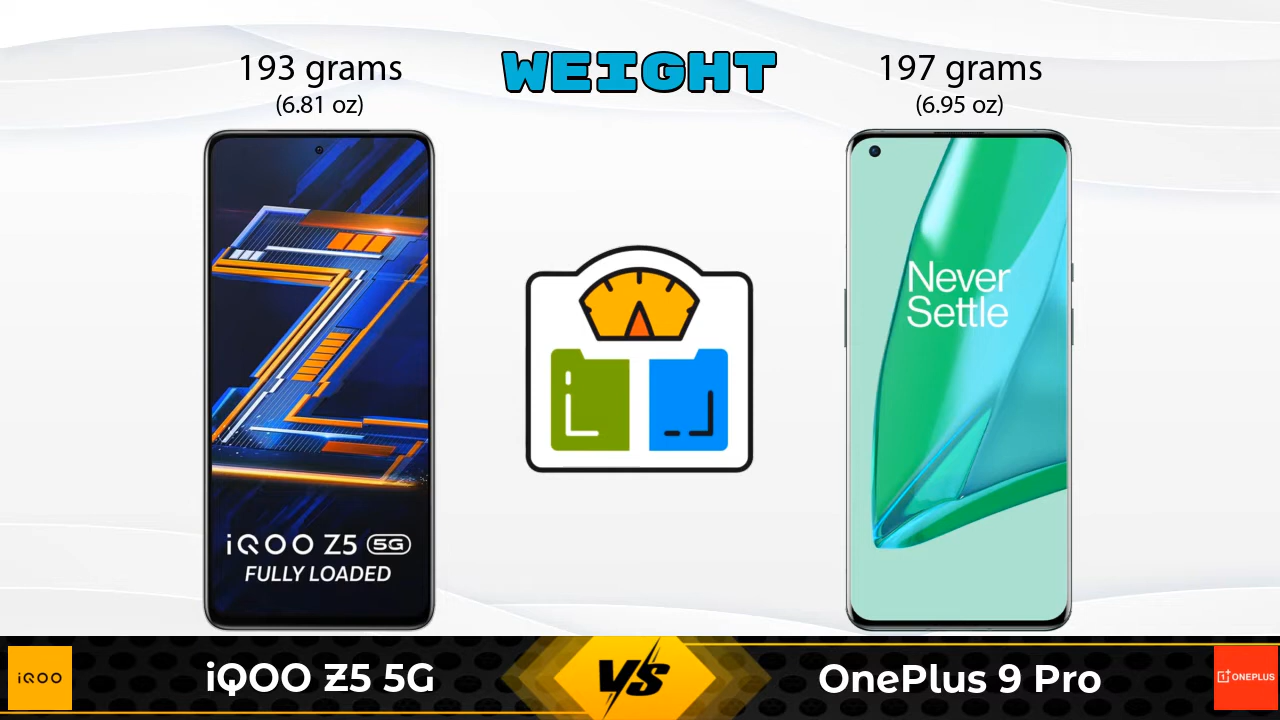 193 grams
(6.81 oz)
WEIGHT
197 grams
(6.95 oz)
iQOO Z5 5G
FULLY LOADED
Never
Settle
iQOO
iQOO Z5 5G
VS
OnePlus 9 Pro
1+ ONEPLUS